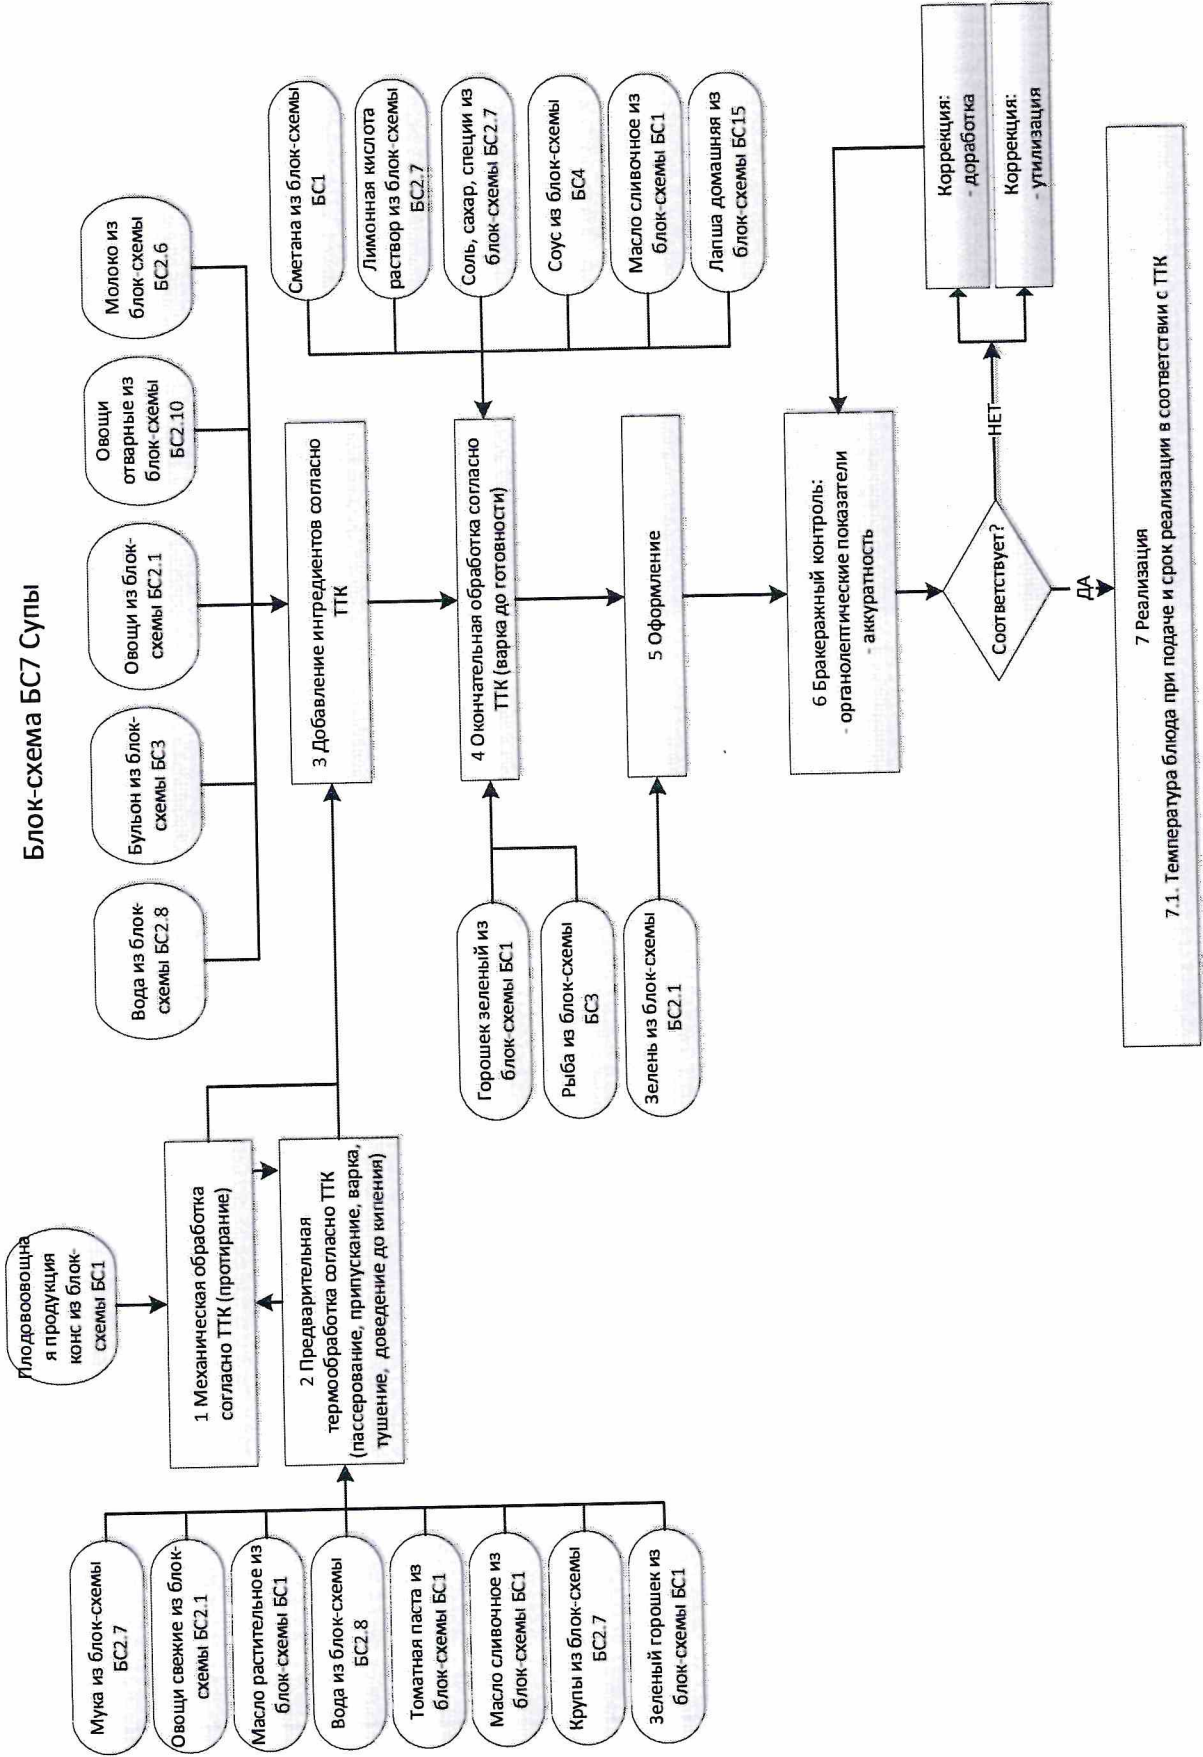 Блок-схема БС7 Супы
Плодовоовощна
я продукция
конс из блок-
схемы БС1
Вода из блок-
схемы БС2.8
Бульон из блок-
схемы БС3
Овощи из блок-
схемы БС2.1
Овощи
отварные из
блок-схемы
БС2.10
Молоко из
блок-схемы
БС2.6
Мука из блок-схемы
БС2.7
Овощи свежие из блок-
схемы БС2.1
Масло растительное из
блок-схемы БС1
Вода из блок-схемы
БС2.8
Томатная паста из
блок-схемы БС1
Масло сливочное из
блок-схемы БС1
Крупы из блок-схемы
БС2.7
Зеленый горошек из
блок-схемы БС1
1 Механическая обработка
согласно ТТК (протирание)
2 Предварительная
термообработка согласно ТТК
(пассерование, припускание, варка,
тушение, доведение до кипения)
3 Добавление ингредиентов согласно
ТТК
Сметана из блок-схемы
БС1
Лимонная кислота
раствор из блок-схемы
БС2.7
Соль, сахар, специи из
блок-схемы БС2.7
Соус из блок-схемы
БС4
Масло сливочное из
блок-схемы БС1
Лапша домашняя из
блок-схемы БС15
Горошек зеленый из
блок-схемы БС1
Рыба из блок-схемы
БС3
4 Окончательная обработка согласно
ТТК (варка до готовности)
Зелень из блок-схемы
БС2.1
5 Оформление
6 Бракеражный контроль:
- органолептические показатели
- аккуратность
Соответствует?
НЕТ
Коррекция:
- доработка
Коррекция:
- утилизация
ДА
7 Реализация
7.1. Температура блюда при подаче и срок реализации в соответствии с ТТК